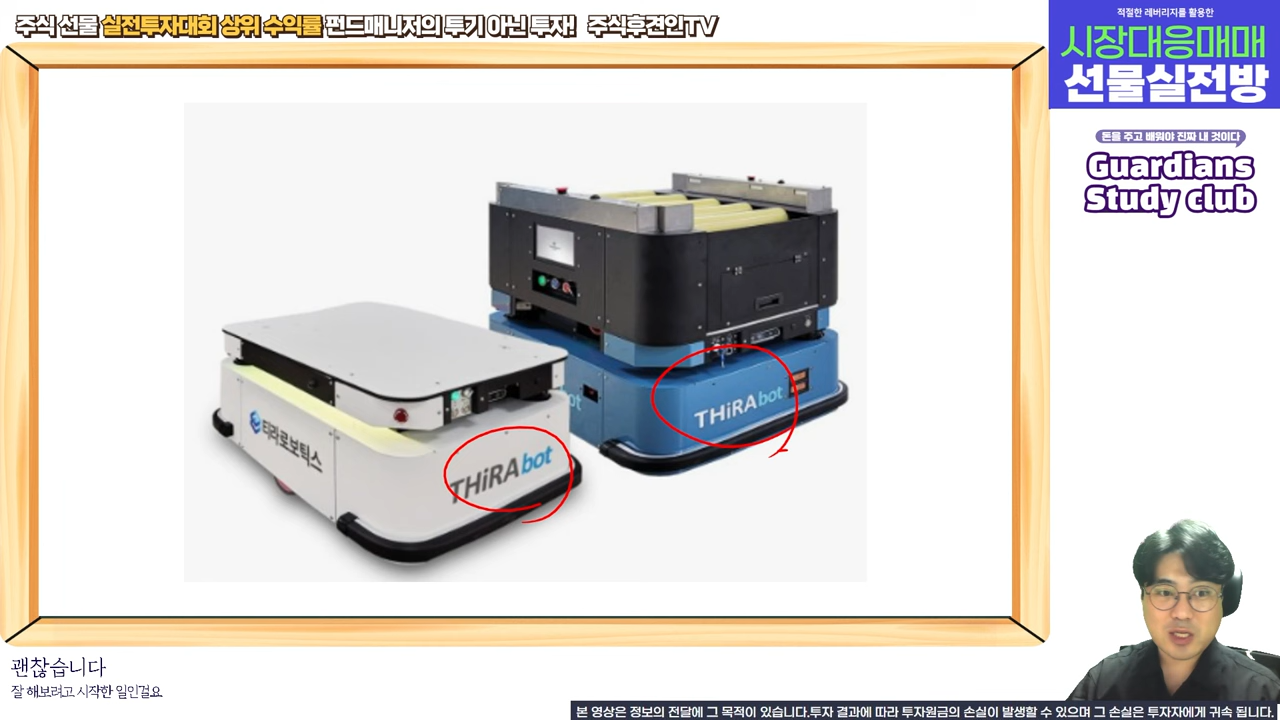 주식 선물 실전투자대회 상위 수익률 펀드매니저의 투기 아닌 투자! 주식후견인TV
적절한 레버리지를 활용한
시장대응매매
선물실전방
돈을 주고 배워야 진짜 내 것이다
Guardians
Study club
THiRAbot
bot
티라로보틱스
THiRAbot
괜찮습니다
잘 해보려고 시작한 일인걸요
본 영상은 정보의 전달에 그 목적이 있습니다.투자 결과에 따라 투자원금의 손실이 발생할 수 있으며 그 손실은 투자자에게 귀속 됩니다.